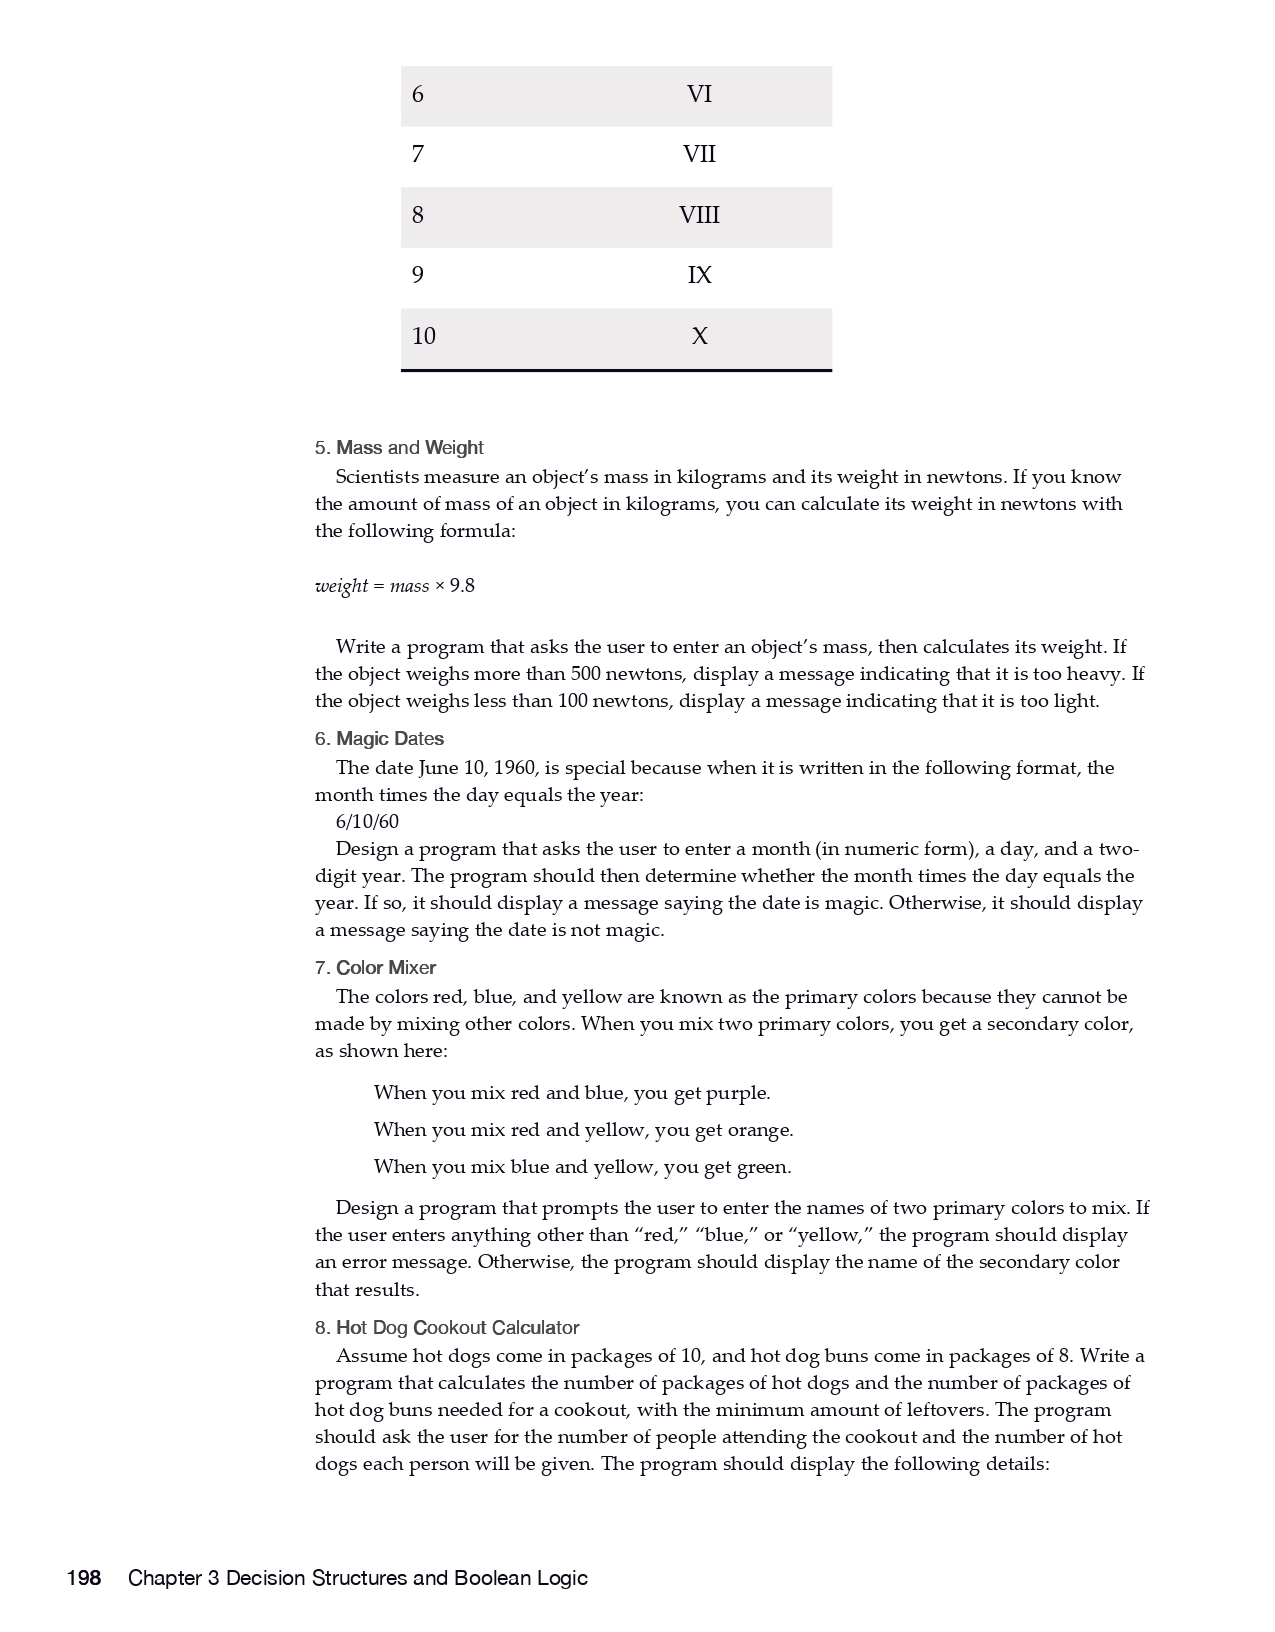 6 VI
7 VII
8 VIII
9 IX
10 X
5. Mass and Weight
Scientists measure an object’s mass in kilograms and its weight in newtons. If you know
the amount of mass of an object in kilograms, you can calculate its weight in newtons with
the following formula:
weight = mass × 9.8
Write a program that asks the user to enter an object’s mass, then calculates its weight. If
the object weighs more than 500 newtons, display a message indicating that it is too heavy. If
the object weighs less than 100 newtons, display a message indicating that it is too light.
6. Magic Dates
The date June 10, 1960, is special because when it is written in the following format, the
month times the day equals the year:
6/10/60
Design a program that asks the user to enter a month (in numeric form), a day, and a two-
digit year. The program should then determine whether the month times the day equals the
year. If so, it should display a message saying the date is magic. Otherwise, it should display
a message saying the date is not magic.
7. Color Mixer
The colors red, blue, and yellow are known as the primary colors because they cannot be
made by mixing other colors. When you mix two primary colors, you get a secondary color,
as shown here:
When you mix red and blue, you get purple.
When you mix red and yellow, you get orange.
When you mix blue and yellow, you get green.
Design a program that prompts the user to enter the names of two primary colors to mix. If
the user enters anything other than “red,” “blue,” or “yellow,” the program should display
an error message. Otherwise, the program should display the name of the secondary color
that results.
8. Hot Dog Cookout Calculator
Assume hot dogs come in packages of 10, and hot dog buns come in packages of 8. Write a
program that calculates the number of packages of hot dogs and the number of packages of
hot dog buns needed for a cookout, with the minimum amount of leftovers. The program
should ask the user for the number of people attending the cookout and the number of hot
dogs each person will be given. The program should display the following details:
198 Chapter 3 Decision Structures and Boolean Logic